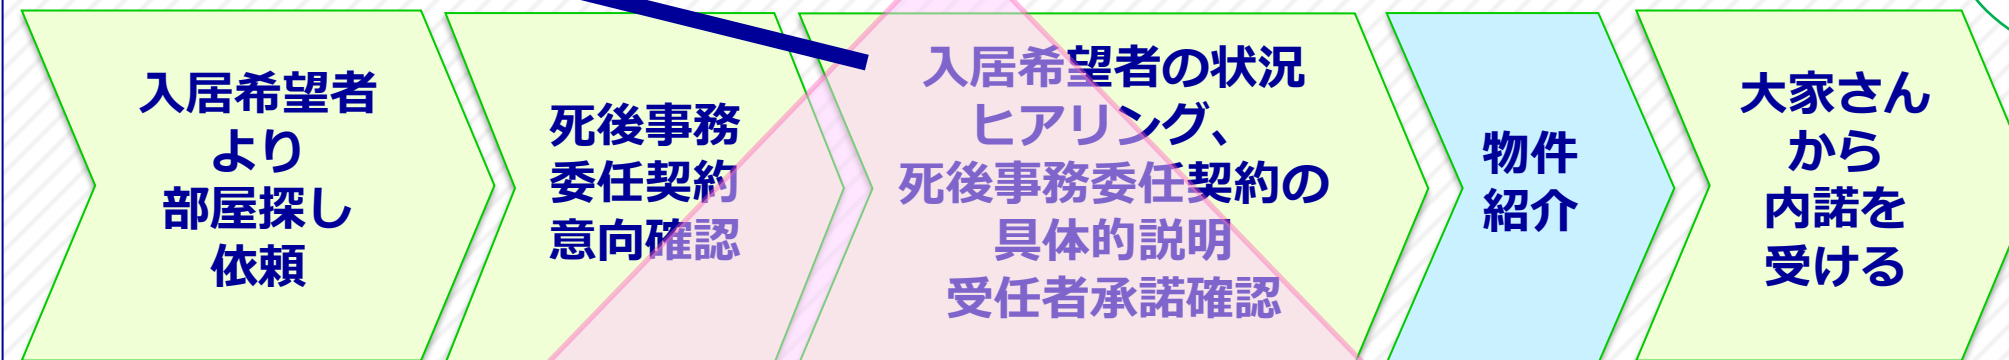 入居希望者
より
部屋探し
依頼
死後事務
委任契約
意向確認
入居希望者の状況
ヒアリング、
死後事務委任契約の
具体的説明
受任者承諾確認
物件
紹介
大家さん
から
内諾を
受ける